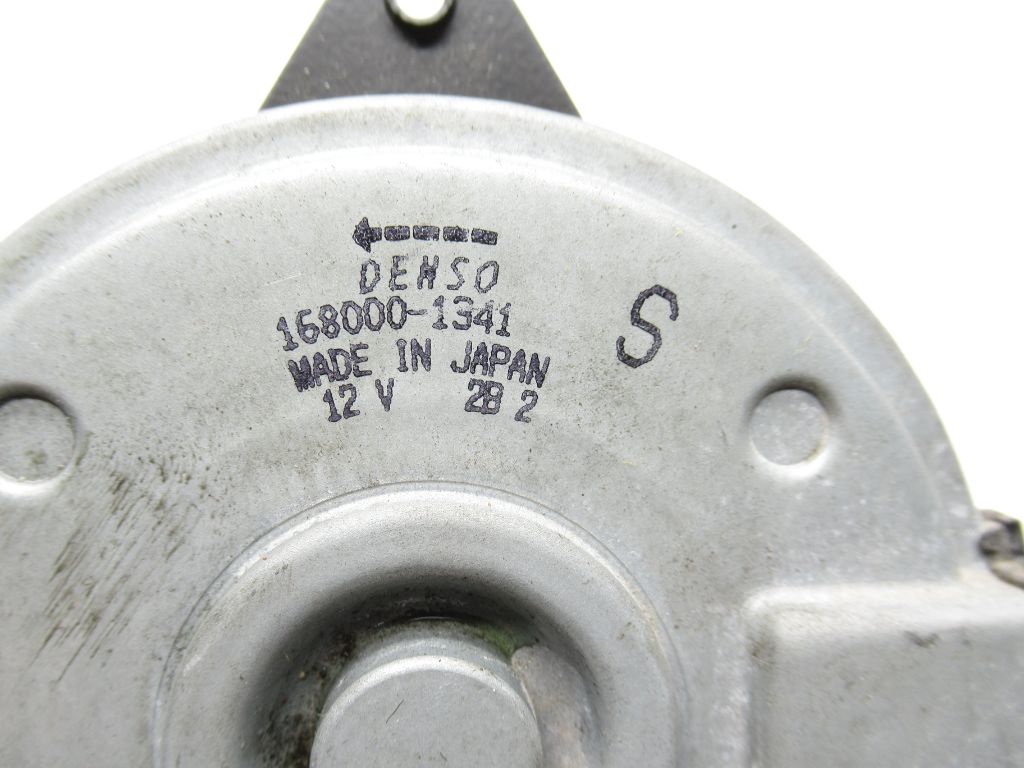 DENSO
168000-1341
S
MADE IN JAPAN
12 V 2B 2